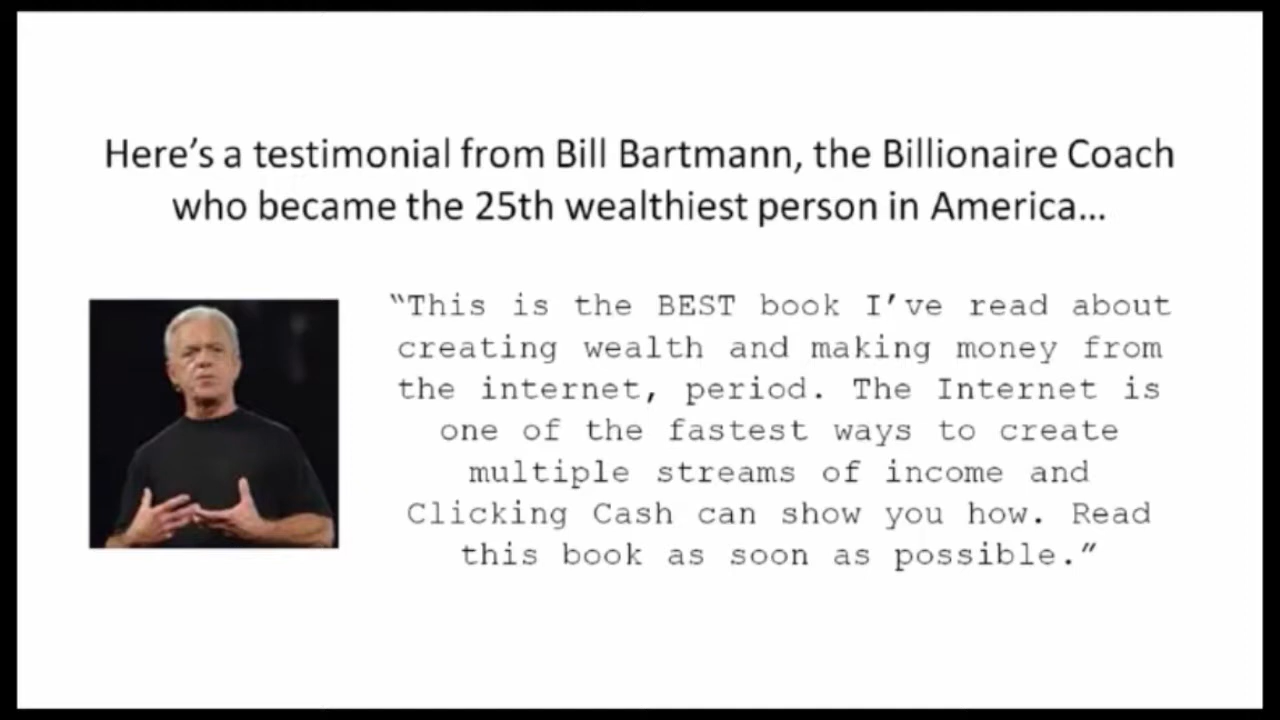 Here’s a testimonial from Bill Bartmann, the Billionaire Coach
who became the 25th wealthiest person in America...
“This is the BEST book I’ve read about
creating wealth and making money from
the internet, period. The Internet is
one of the fastest ways to create
multiple streams of income and
Clicking Cash can show you how. Read
this book as soon as possible.”